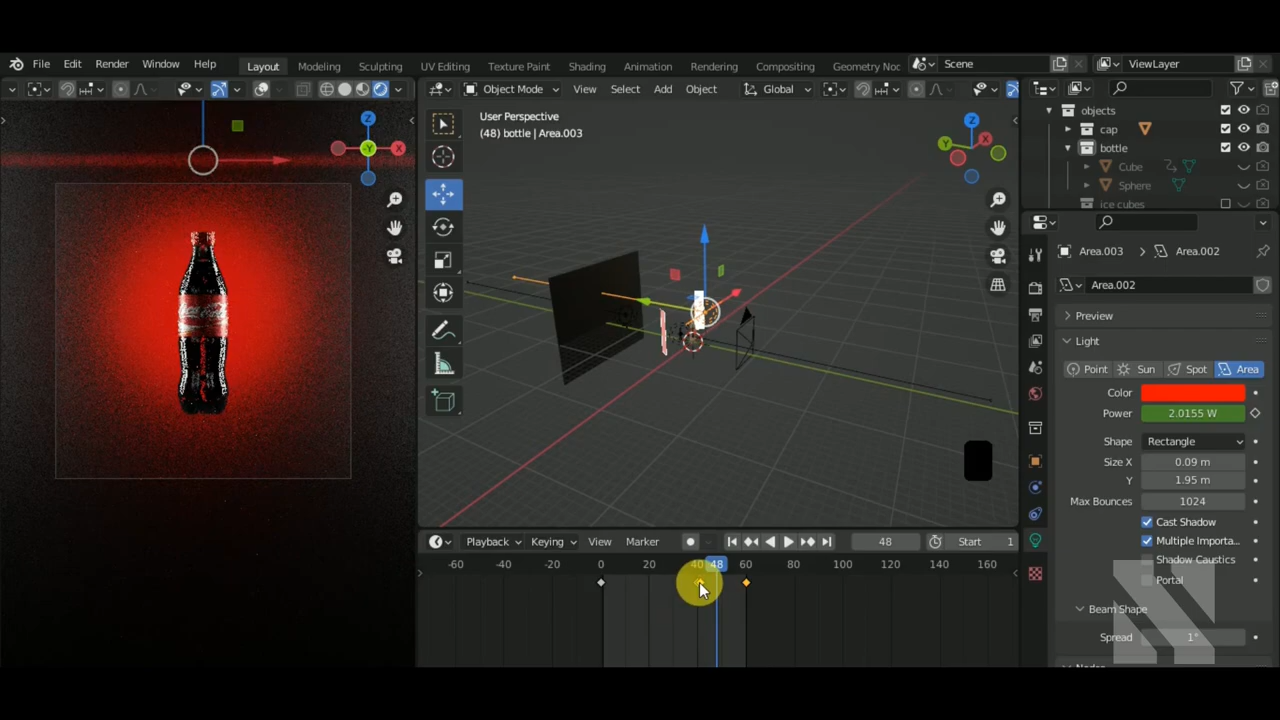 File Edit Render Window Help Layout Modeling Sculpting UV Editing Texture Paint Shading Animation Rendering Compositing Geometry Noc Scene ViewLayer
Object Mode View Select Add Object Global
User Perspective
(48) bottle | Area.003
Z
-Y
X
Z
X
Y
Coca-Cola
objects
cap
bottle
Cube
Sphere
ice cubes
Area.003 Area.002
Area.002
Preview
Light
Point Sun Spot Area
Color
Power 2.0155 W
Shape Rectangle
Size X 0.09 m
Y 1.95 m
Max Bounces 1024
Cast Shadow
Multiple Importa...
Shadow Caustics
Portal
Beam Shape
Spread 1°
Playback Keying View Marker 48 Start 1
-60 -40 -20 0 20 40 48 60 80 100 120 140 160